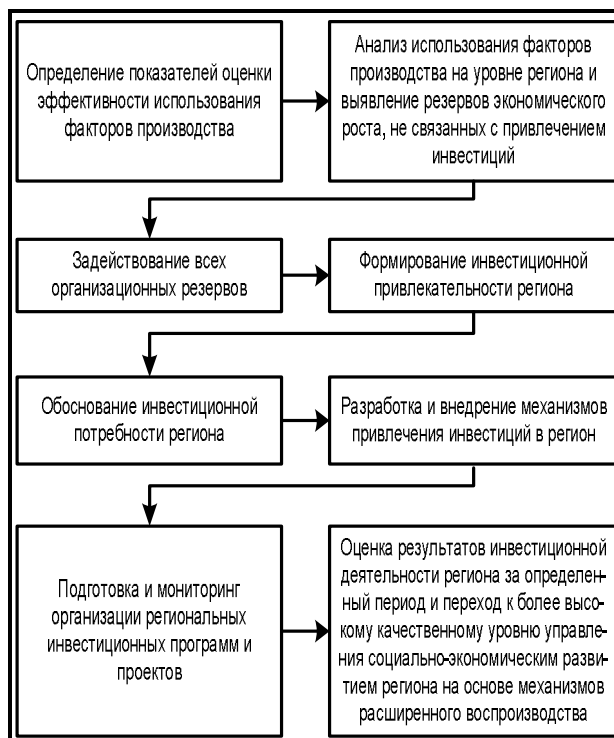 Определение показателей оценки
эффективности использования
факторов производства
Анализ использования факторов
производства на уровне региона и
выявление резервов экономического
роста, не связанных с привлечением
инвестиций
Задействование всех
организационных резервов
Формирование инвестиционной
привлекательности региона
Обоснование инвестиционной
потребности региона
Разработка и внедрение механизмов
привлечения инвестиций в регион
Подготовка и мониторинг
организации региональных
инвестиционных программ и
проектов
Оценка результатов инвестиционной
деятельности региона за определен-
ный период и переход к более высо-
кому качественному уровню управле-
ния социально-экономическим разви-
тием региона на основе механизмов
расширенного воспроизводства